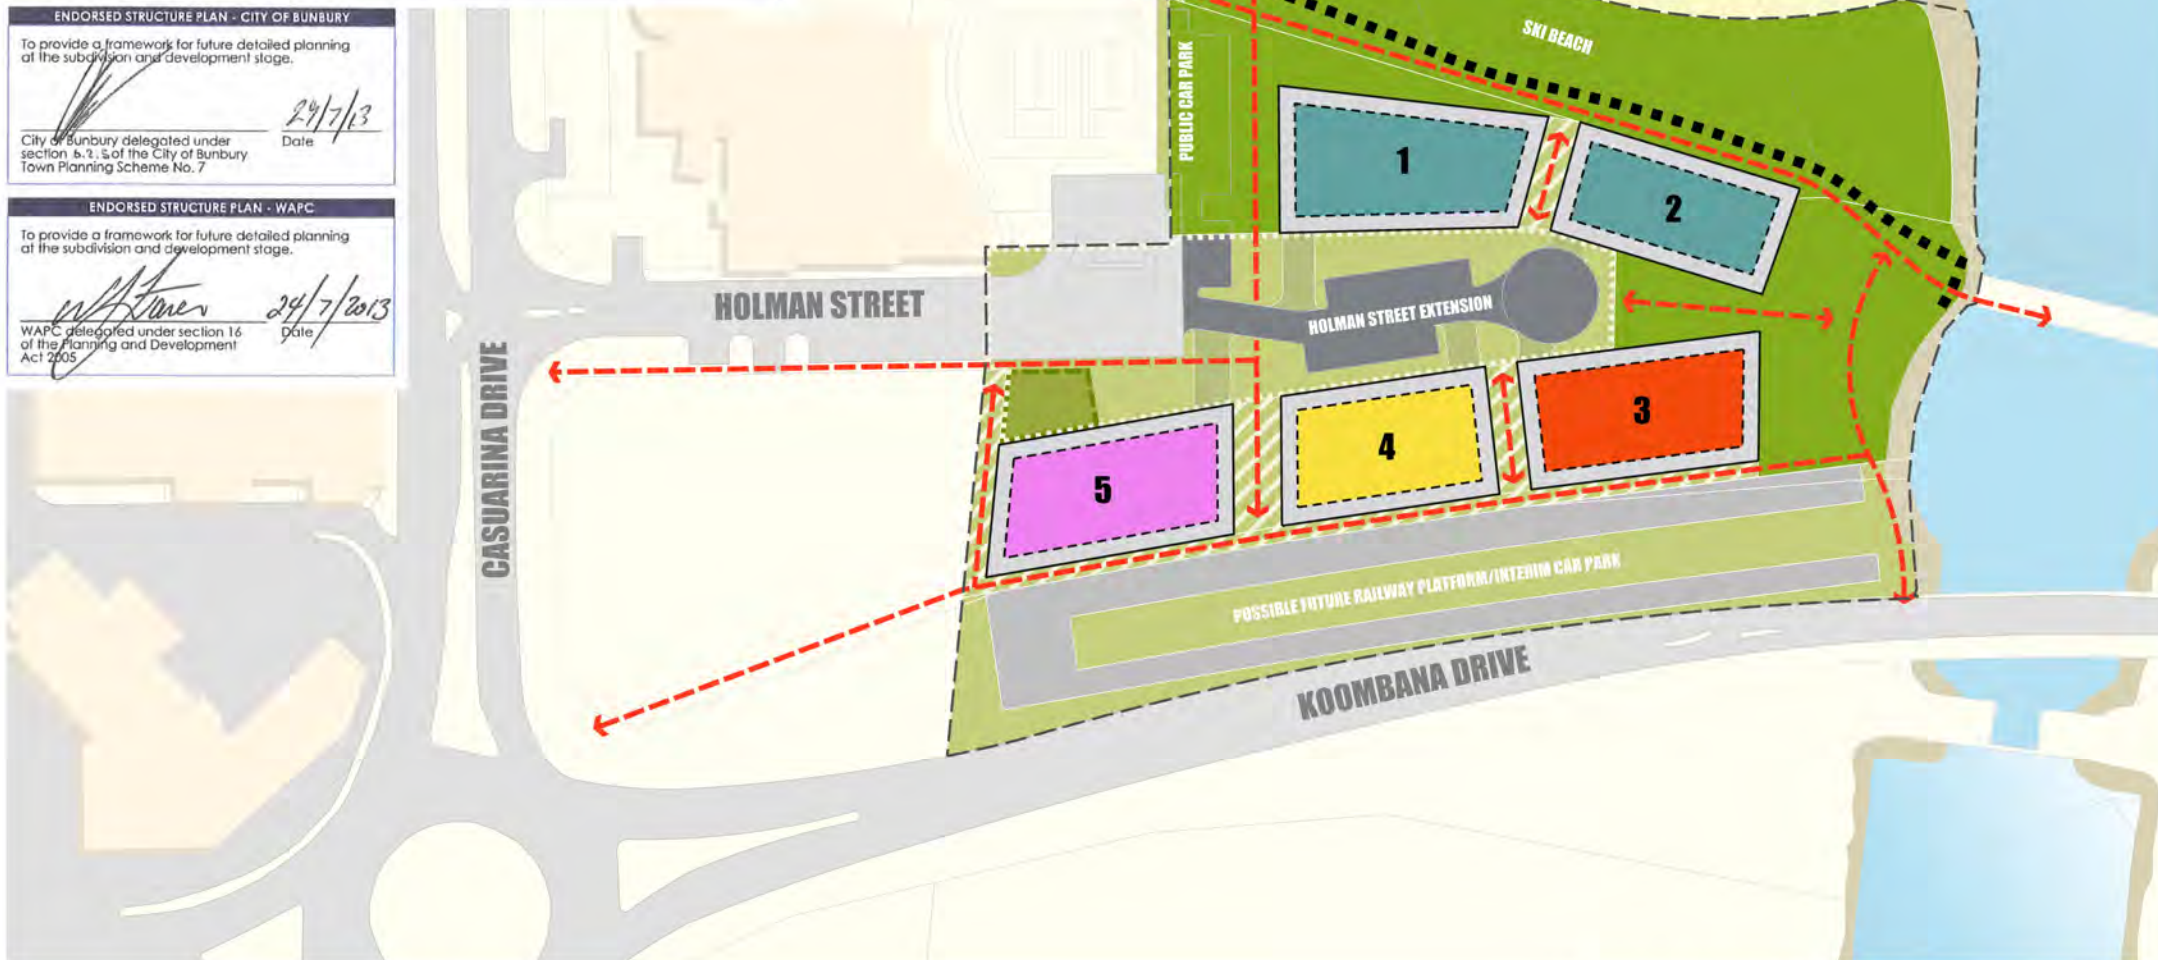 ENDORSED STRUCTURE PLAN - CITY OF BUNBURY
To provide a framework for future detailed planning
at the subdivision and development stage.
24/7/13
City of Bunbury delegated under
Date
section 6.2.5 of the City of Bunbury
Town Planning Scheme No. 7
ENDORSED STRUCTURE PLAN - WAPC
To provide a framework for future detailed planning
at the subdivision and development stage.
24/7/2013
WAPC delegated under section 16
Date
of the Planning and Development
Act 2005
SKI BEACH
PUBLIC CAR PARK
1
2
HOLMAN STREET
HOLMAN STREET EXTENSION
CASUARINA DRIVE
3
4
5
POSSIBLE FUTURE RAILWAY PLATFORM/INTERIM CAR PARK
KOOMBANA DRIVE